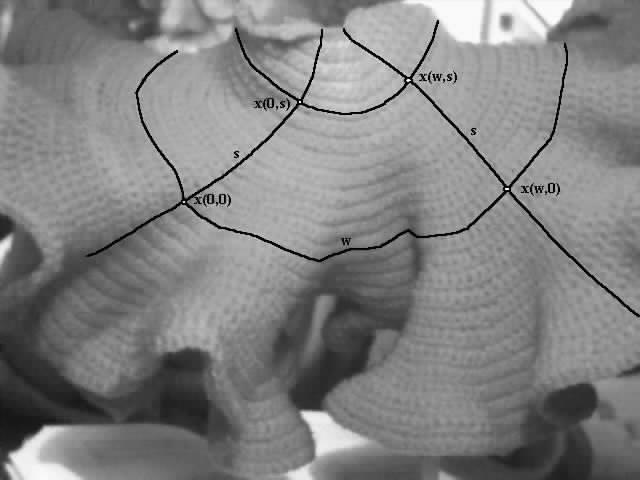 x(w,s)
x(0,s)
s
s
x(w,0)
x(0,0)
w